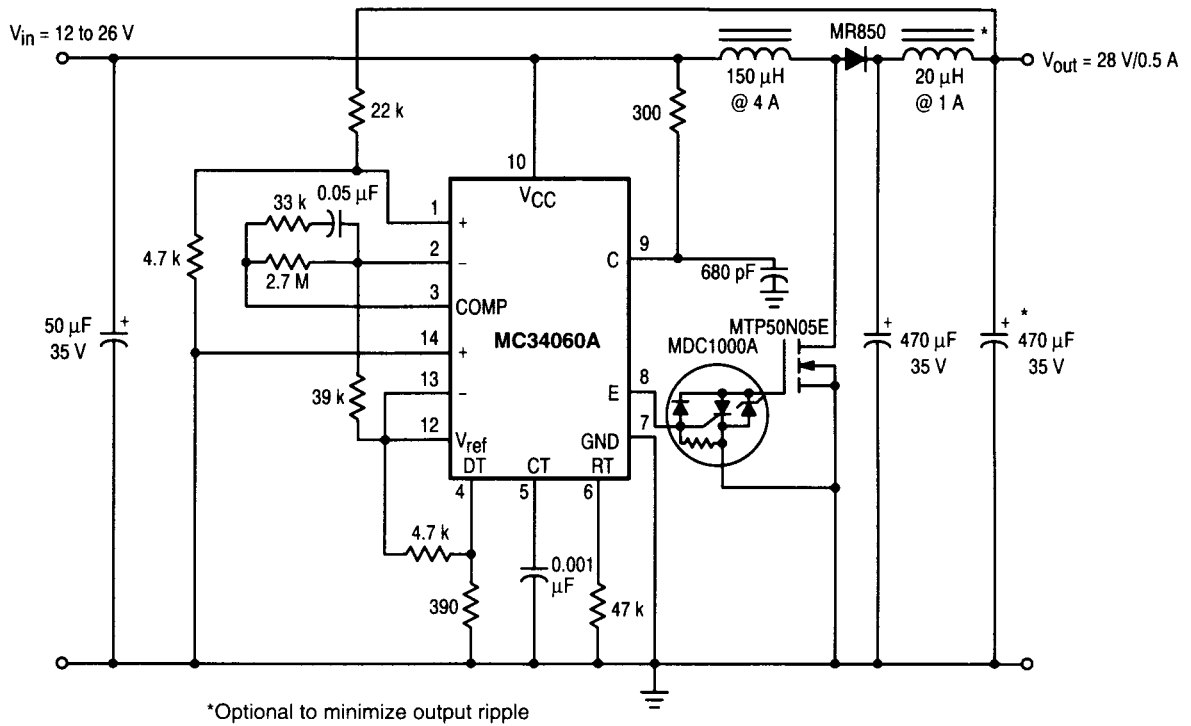 V_in = 12 to 26 V
MR850
*
V_out = 28 V/0.5 A
150 μH
@ 4 A
20 μH
@ 1 A
22 k
300
10
V_CC
33 k
0.05 μF
1
+
2
−
2.7 M
4.7 k
3
COMP
C
9
680 pF
MC34060A
50 μF
35 V
+
14
+
MTP50N05E
MDC1000A
+
470 μF
35 V
+
*
470 μF
35 V
39 k
13
−
E
8
12
V_ref
GND
7
DT
CT
RT
4
5
6
4.7 k
390
0.001
μF
47 k
*Optional to minimize output ripple